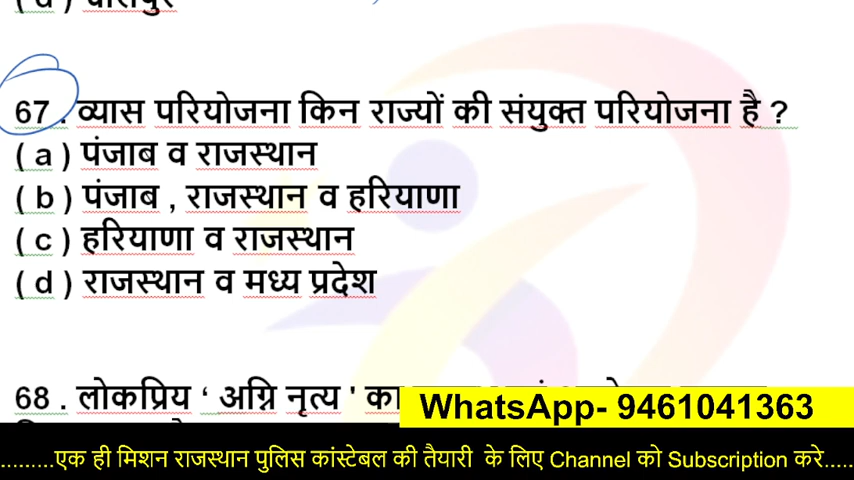 ( d ) धौलपुर
67 . व्यास परियोजना किन राज्यों की संयुक्त परियोजना है ?
( a ) पंजाब व राजस्थान
( b ) पंजाब , राजस्थान व हरियाणा
( c ) हरियाणा व राजस्थान
( d ) राजस्थान व मध्य प्रदेश
68 . लोकप्रिय ‘ अग्नि नृत्य ' का
WhatsApp- 9461041363
.........एक ही मिशन राजस्थान पुलिस कांस्टेबल की तैयारी के लिए Channel को Subscription करे.....